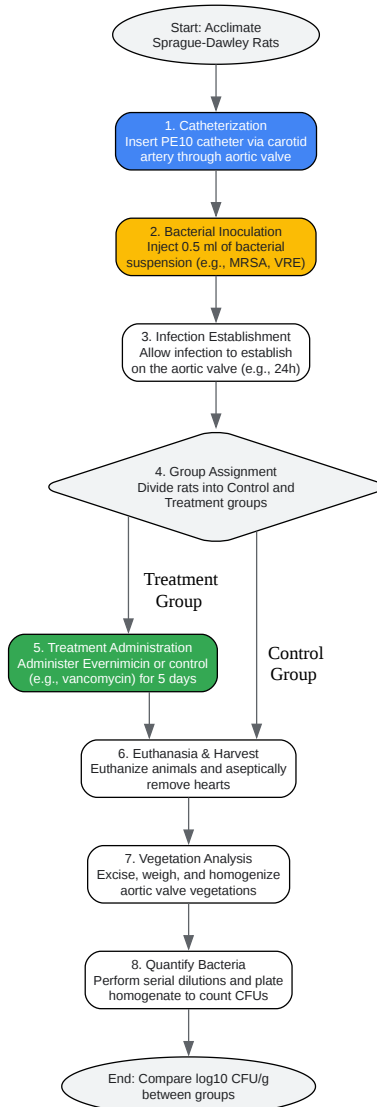 Start: Acclimate
Sprague-Dawley Rats
1. Catheterization
Insert PE10 catheter via carotid
artery through aortic valve
2. Bacterial Inoculation
Inject 0.5 ml of bacterial
suspension (e.g., MRSA, VRE)
3. Infection Establishment
Allow infection to establish
on the aortic valve (e.g., 24h)
4. Group Assignment
Divide rats into Control and
Treatment groups
Treatment
Group
5. Treatment Administration
Administer Evernimicin or control
(e.g., vancomycin) for 5 days
Control
Group
6. Euthanasia & Harvest
Euthanize animals and aseptically
remove hearts
7. Vegetation Analysis
Excise, weigh, and homogenize
aortic valve vegetations
8. Quantify Bacteria
Perform serial dilutions and plate
homogenate to count CFUs
End: Compare log10 CFU/g
between groups